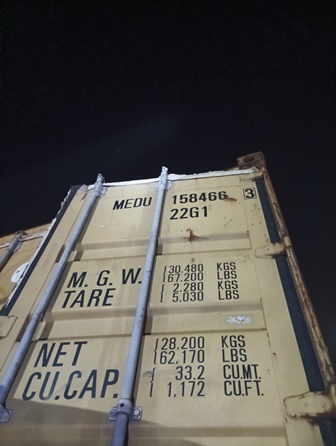 MEDU 158466 3
22G1
M.G.W. 30.480 KGS
67.200 LBS
TARE 2.280 KGS
5,030 LBS
NET 28.200 KGS
62,170 LBS
CU.CAP. 33.2 CU.MT.
1.172 CU.FT.